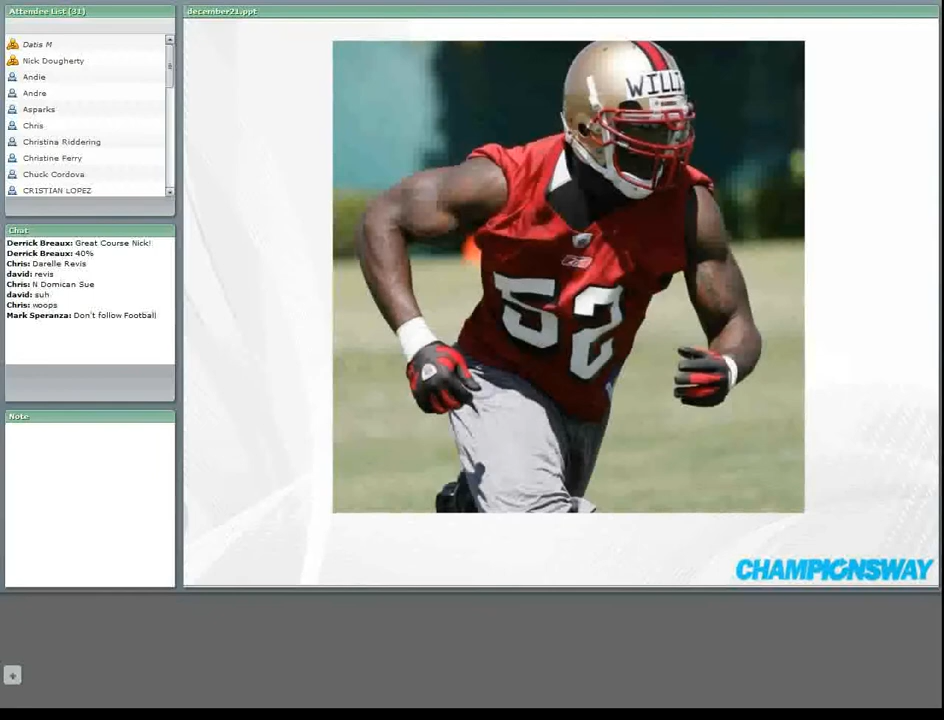 Attendee List (31)
Datis M
Nick Dougherty
Andie
Andre
Asparks
Chris
Christina Riddering
Christine Ferry
Chuck Cordova
CRISTIAN LOPEZ
Chat
Derrick Breaux: Great Course Nick!
Derrick Breaux: 40%
Chris: Darelle Revis
david: revis
Chris: N Domican Sue
david: suh
Chris: woops
Mark Speranza: Don't follow Football
Note
december21.ppt
WILLI
52
CHAMPIONSWAY